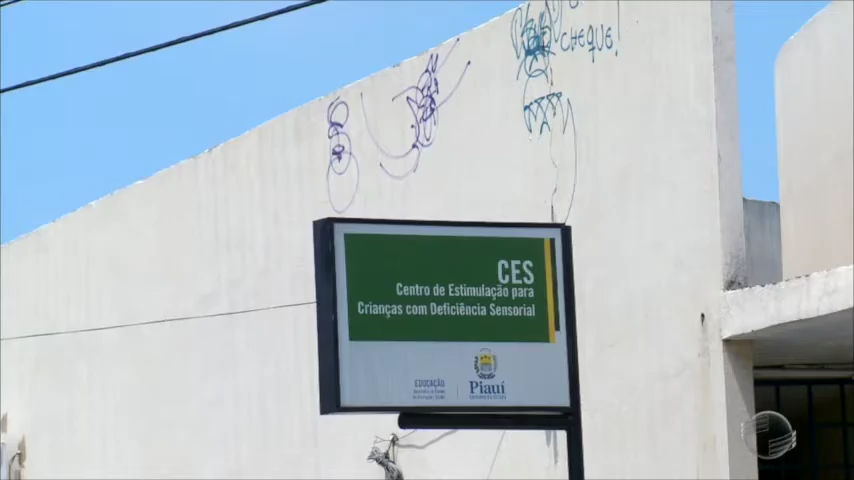 CHEQUE!
CES
Centro de Estimulação para
Crianças com Deficiência Sensorial
EDUCAÇÃO
Piauí